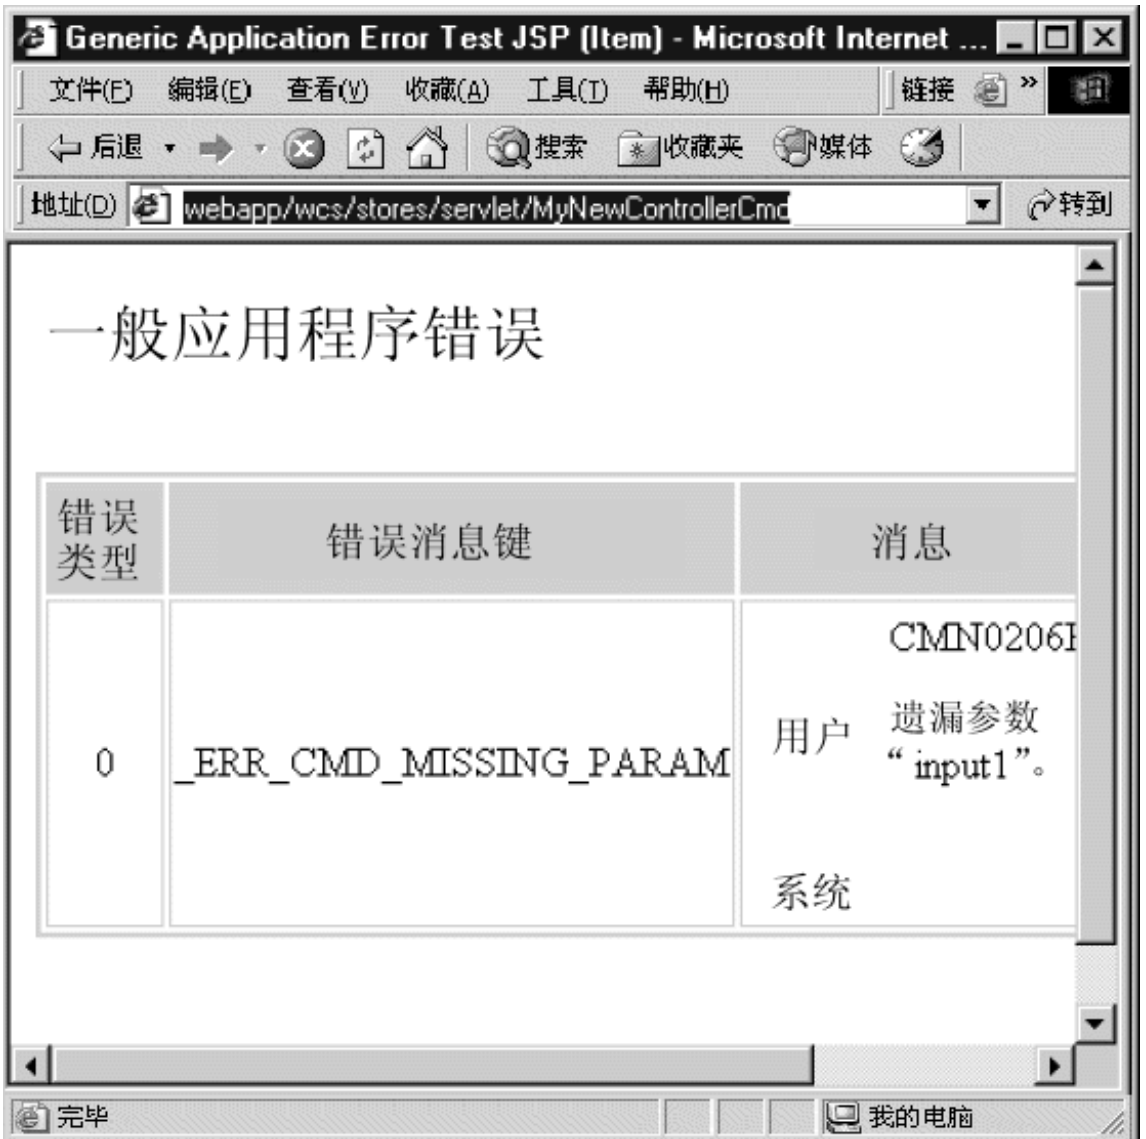 Generic Application Error Test JSP (Item) - Microsoft Internet ...
文件(F) 编辑(E) 查看(V) 收藏(A) 工具(T) 帮助(H) 链接 »
后退 搜索 收藏夹 媒体
地址(D) webapp/wcs/stores/servlet/MyNewControllerCmd 转到
一般应用程序错误
错误
类型
错误消息键
消息
0
_ERR_CMD_MISSING_PARAM
CMN0206E
用户
遗漏参数
“input1”。
系统
完毕 我的电脑